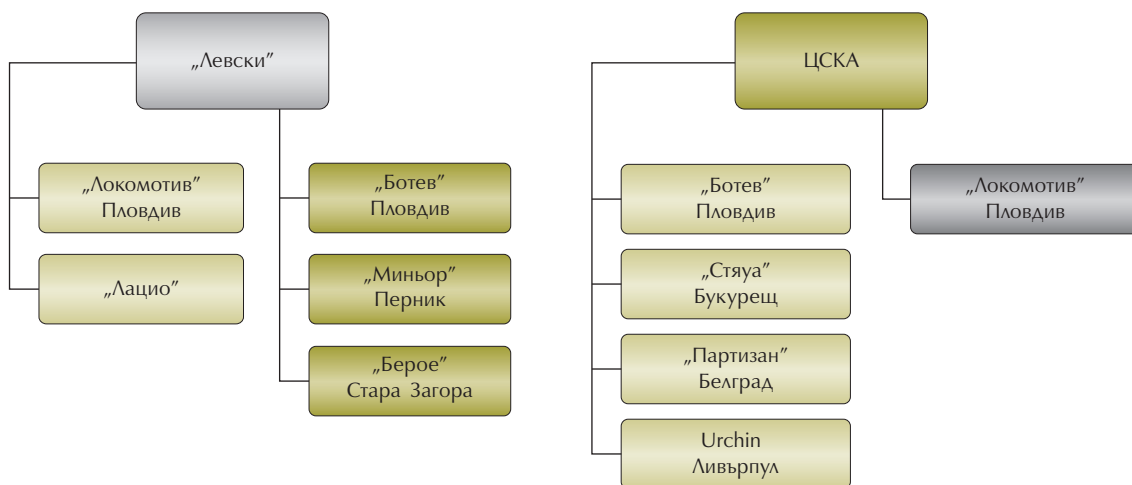 „Левски”
„Локомотив”
Пловдив
„Лацио”
„Ботев”
Пловдив
„Миньор”
Перник
„Берое”
Стара Загора
ЦСКА
„Ботев”
Пловдив
„Стяуа”
Букурещ
„Партизан”
Белград
Urchin
Ливърпул
„Локомотив”
Пловдив